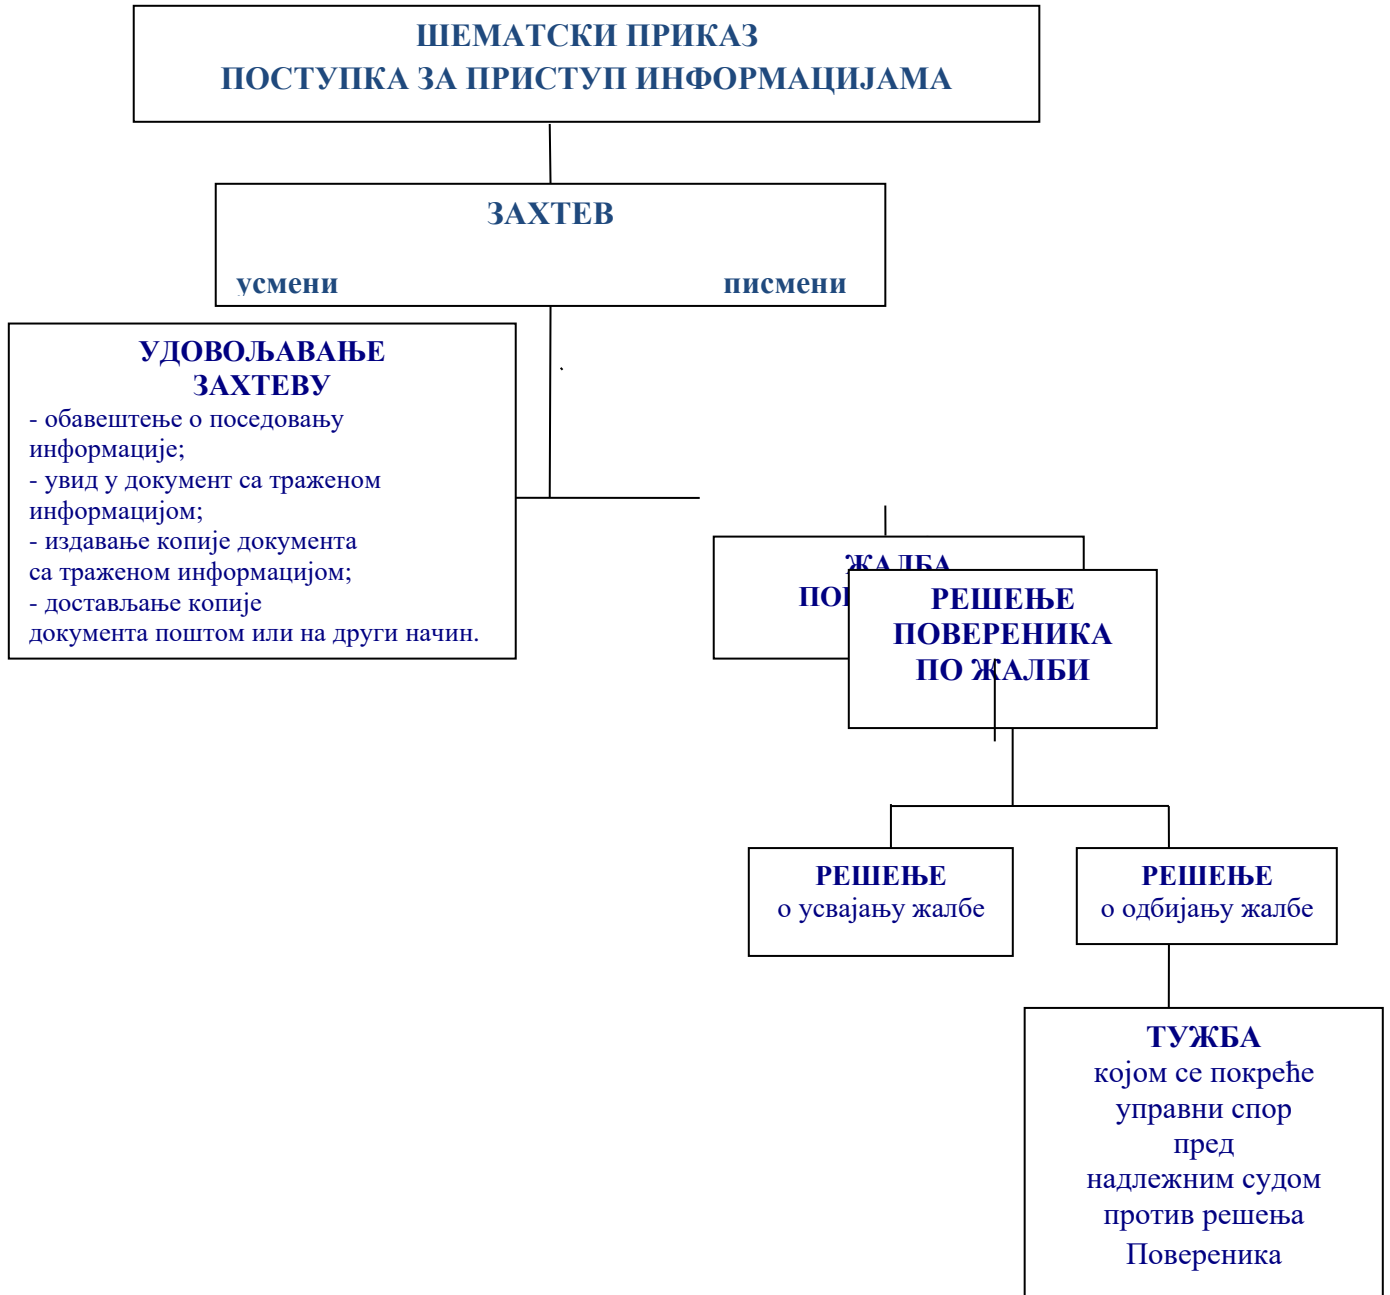 ШЕМАТСКИ ПРИКАЗ
ПОСТУПКА ЗА ПРИСТУП ИНФОРМАЦИЈАМА
ЗАХТЕВ
усмени писмени
УДОВОЉАВАЊЕ
ЗАХТЕВУ
- обавештење о поседовању
информације;
- увид у документ са траженом
информацијом;
- издавање копије документа
са траженом информацијом;
- достављање копије
документа поштом или на други начин.
ЖАЛБА
РЕШЕЊЕ
ПОВЕРЕНИКА
ПО ЖАЛБИ
РЕШЕЊЕ
о усвајању жалбе
РЕШЕЊЕ
о одбијању жалбе
ТУЖБА
којом се покреће
управни спор
пред
надлежним судом
против решења
Повереника